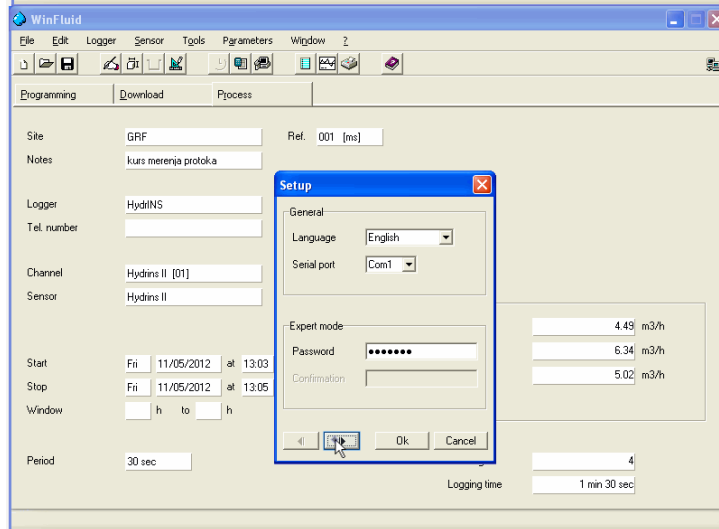 WinFluid
File Edit Logger Sensor Tools Parameters Window ?
Programming Download Process
Site GRF Ref. 001 [ms]
Notes kurs merenja protoka
Setup
General
Logger HydrINS
Language English
Tel. number
Serial port Com1
Channel Hydrins II [01]
Sensor Hydrins II
Expert mode
4.49 m3/h
Password •••••••
6.34 m3/h
Confirmation
5.02 m3/h
Start Fri 11/05/2012 at 13:03
Stop Fri 11/05/2012 at 13:05
Window h to h
Ok Cancel
Period 30 sec
4
Logging time 1 min 30 sec